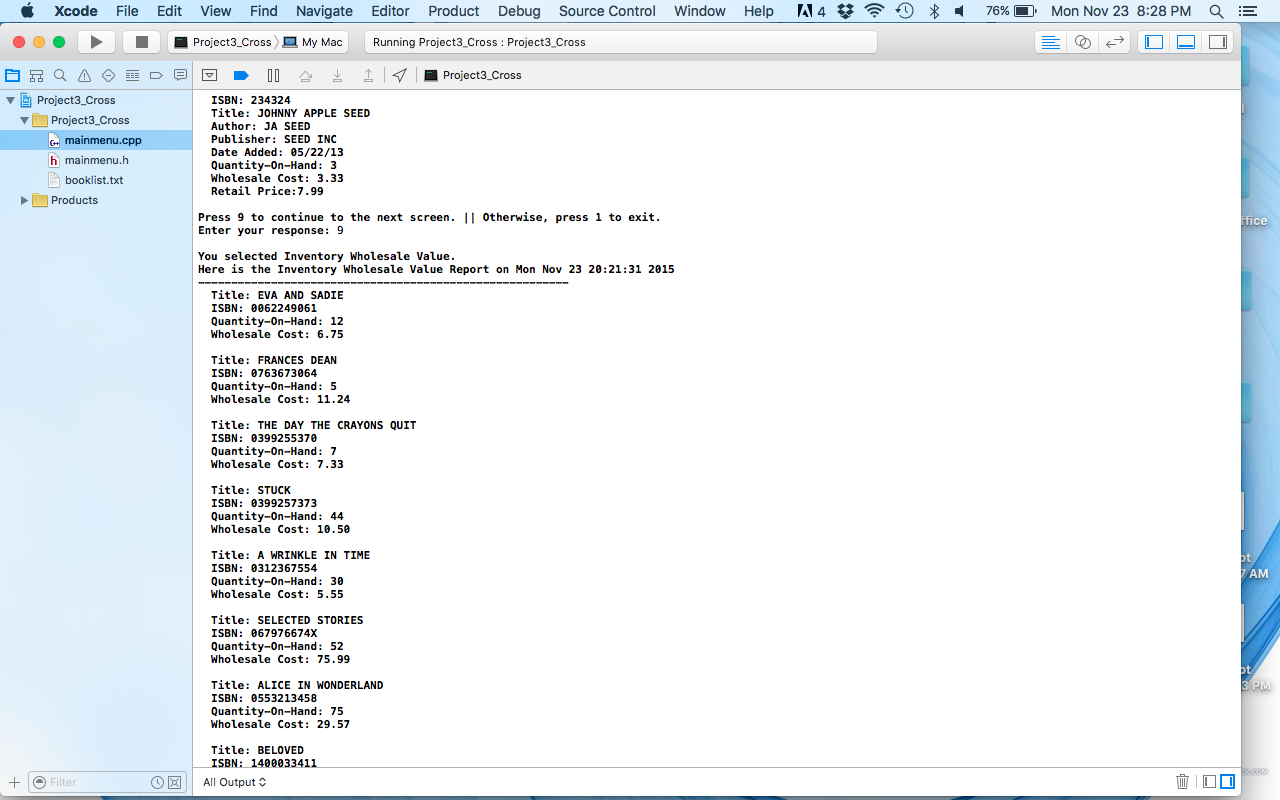 Xcode File Edit View Find Navigate Editor Product Debug Source Control Window Help 4 76% Mon Nov 23 8:28 PM
Project3_Cross My Mac Running Project3_Cross : Project3_Cross
Project3_Cross
Project3_Cross
Project3_Cross
mainmenu.cpp
mainmenu.h
booklist.txt
Products
ISBN: 234324
Title: JOHNNY APPLE SEED
Author: JA SEED
Publisher: SEED INC
Date Added: 05/22/13
Quantity-On-Hand: 3
Wholesale Cost: 3.33
Retail Price:7.99
Press 9 to continue to the next screen. || Otherwise, press 1 to exit.
Enter your response: 9
You selected Inventory Wholesale Value.
Here is the Inventory Wholesale Value Report on Mon Nov 23 20:21:31 2015
--------------------------------------------------------
Title: EVA AND SADIE
ISBN: 0062249061
Quantity-On-Hand: 12
Wholesale Cost: 6.75
Title: FRANCES DEAN
ISBN: 0763673064
Quantity-On-Hand: 5
Wholesale Cost: 11.24
Title: THE DAY THE CRAYONS QUIT
ISBN: 0399255370
Quantity-On-Hand: 7
Wholesale Cost: 7.33
Title: STUCK
ISBN: 0399257373
Quantity-On-Hand: 44
Wholesale Cost: 10.50
Title: A WRINKLE IN TIME
ISBN: 0312367554
Quantity-On-Hand: 30
Wholesale Cost: 5.55
Title: SELECTED STORIES
ISBN: 067976674X
Quantity-On-Hand: 52
Wholesale Cost: 75.99
Title: ALICE IN WONDERLAND
ISBN: 0553213458
Quantity-On-Hand: 75
Wholesale Cost: 29.57
Title: BELOVED
ISBN: 1400033411
Filter
All Output
ffice
ot
7 AM
ot
3 PM